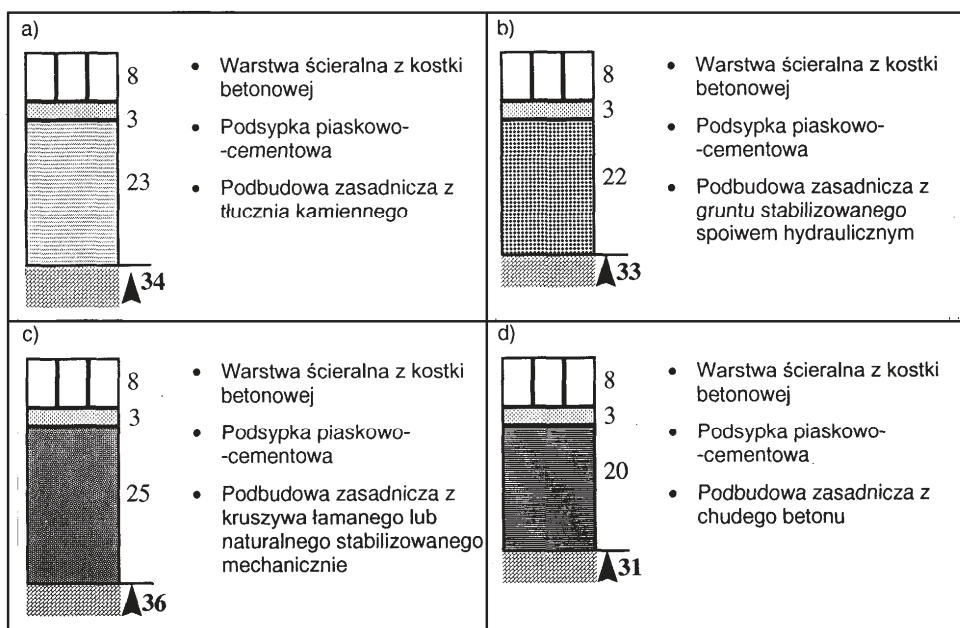 a)
8
3
23
34
• Warstwa ścieralna z kostki
betonowej
• Podsypka piaskowo-
-cementowa
• Podbudowa zasadnicza z
tłucznia kamiennego
b)
8
3
22
33
• Warstwa ścieralna z kostki
betonowej
• Podsypka piaskowo-
-cementowa
• Podbudowa zasadnicza z
gruntu stabilizowanego
spoiwem hydraulicznym
c)
8
3
25
36
• Warstwa ścieralna z kostki
betonowej
• Podsypka piaskowo-
-cementowa
• Podbudowa zasadnicza z
kruszywa łamanego lub
naturalnego stabilizowanego
mechanicznie
d)
8
3
20
31
• Warstwa ścieralna z kostki
betonowej
• Podsypka piaskowo-
-cementowa
• Podbudowa zasadnicza z
chudego betonu